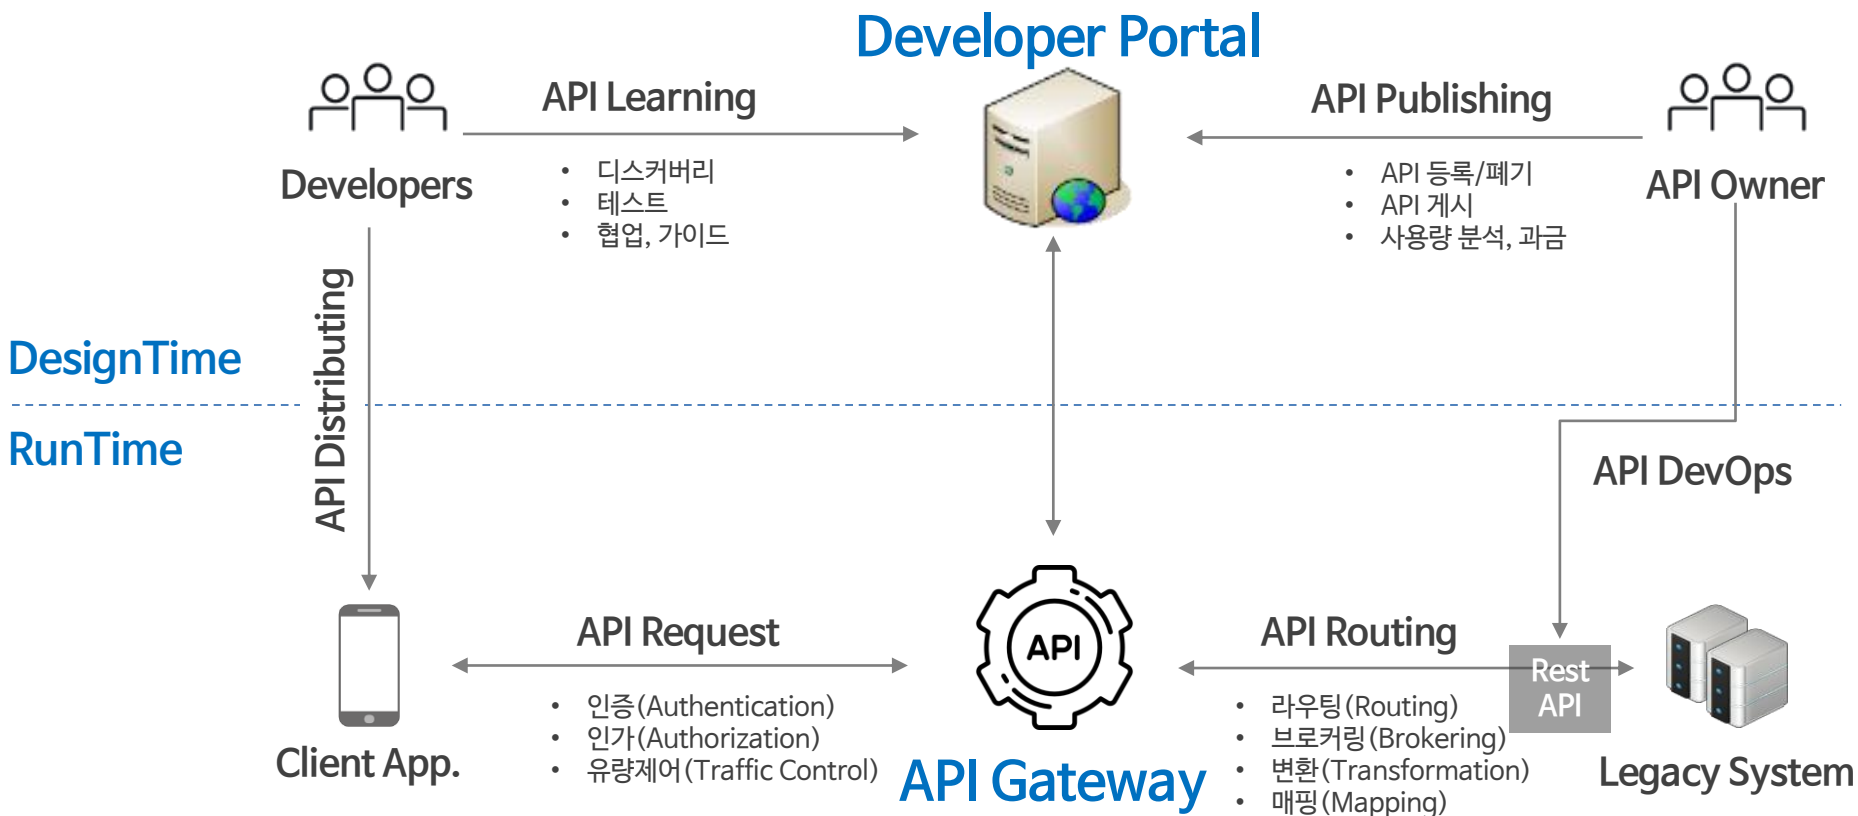 Developer Portal
API Learning
API Publishing
Developers
• 디스커버리
• 테스트
• 협업, 가이드
• API 등록/폐기
• API 게시
• 사용량 분석, 과금
API Owner
API Distributing
DesignTime
RunTime
API DevOps
API Request
API
API Routing
Rest
API
• 인증(Authentication)
• 인가(Authorization)
• 유량제어(Traffic Control)
• 라우팅(Routing)
• 브로커링(Brokering)
• 변환(Transformation)
• 매핑(Mapping)
Client App.
API Gateway
Legacy System